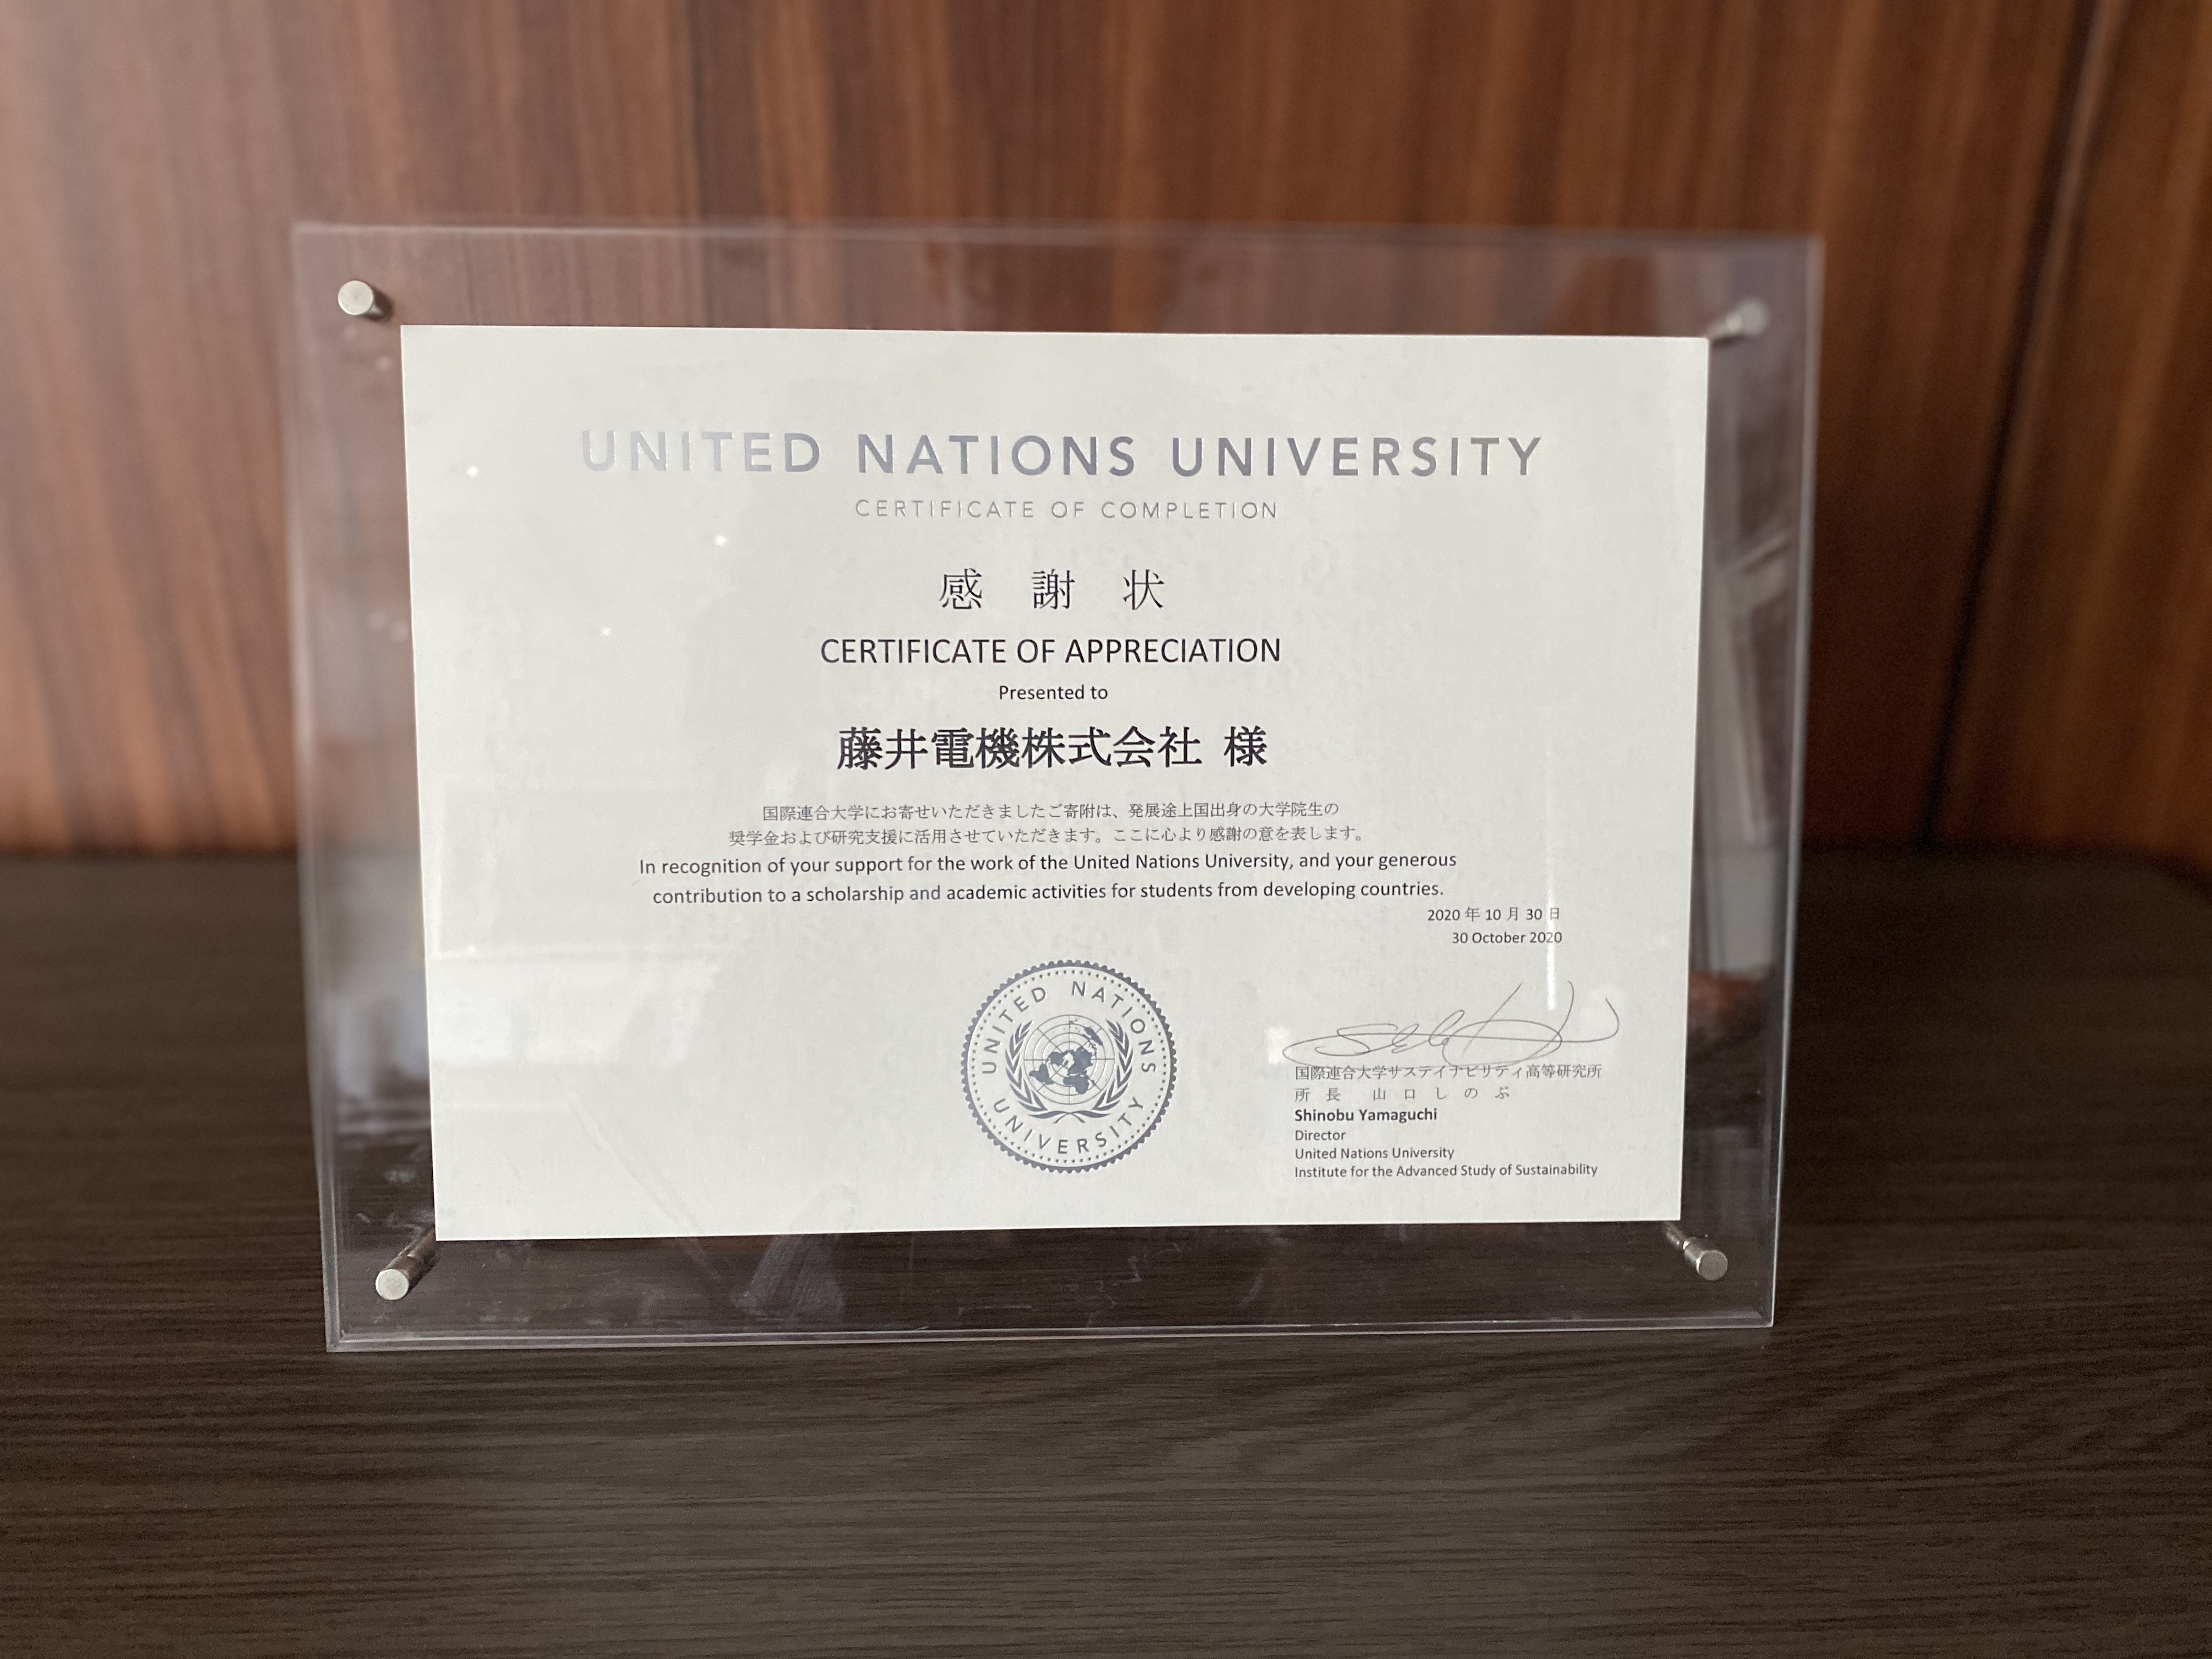 UNITED NATIONS UNIVERSITY
CERTIFICATE OF COMPLETION
感 謝 状
CERTIFICATE OF APPRECIATION
Presented to
藤井電機株式会社 様
国際連合大学にお寄せいただきましたご寄附は、発展途上国出身の大学院生の
奨学金および研究支援に活用させていただきます。ここに心より感謝の意を表します。
In recognition of your support for the work of the United Nations University, and your generous
contribution to a scholarship and academic activities for students from developing countries.
2020 年 10 月 30 日
30 October 2020
UNITED NATIONS
UNIVERSITY
国際連合大学サステイナビリティ高等研究所
所 長 山 口 し の ぶ
Shinobu Yamaguchi
Director
United Nations University
Institute for the Advanced Study of Sustainability